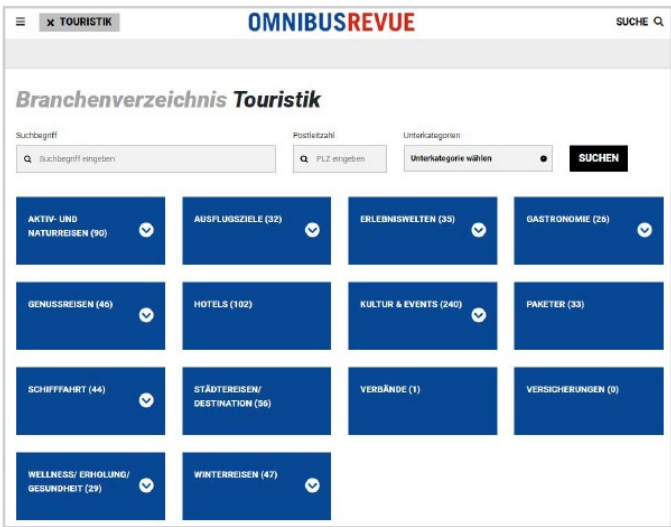 x TOURISTIK
OMNIBUSREVUE
SUCHE
Branchenverzeichnis Touristik
Suchbegriff
Postleitzahl
Unterkategorien
Suchbegriff eingeben
PLZ eingeben
Unterkategorie wählen
SUCHEN
AKTIV- UND
NATURREISEN (90)
AUSFLUGSZIELE (32)
ERLEBNISWELTEN (35)
GASTRONOMIE (26)
GENUSSREISEN (46)
HOTELS (102)
KULTUR & EVENTS (240)
PAKETER (33)
SCHIFFFAHRT (44)
STÄDTEREISEN/
DESTINATION (56)
VERBÄNDE (1)
VERSICHERUNGEN (0)
WELLNESS/ ERHOLUNG/
GESUNDHEIT (29)
WINTERREISEN (47)